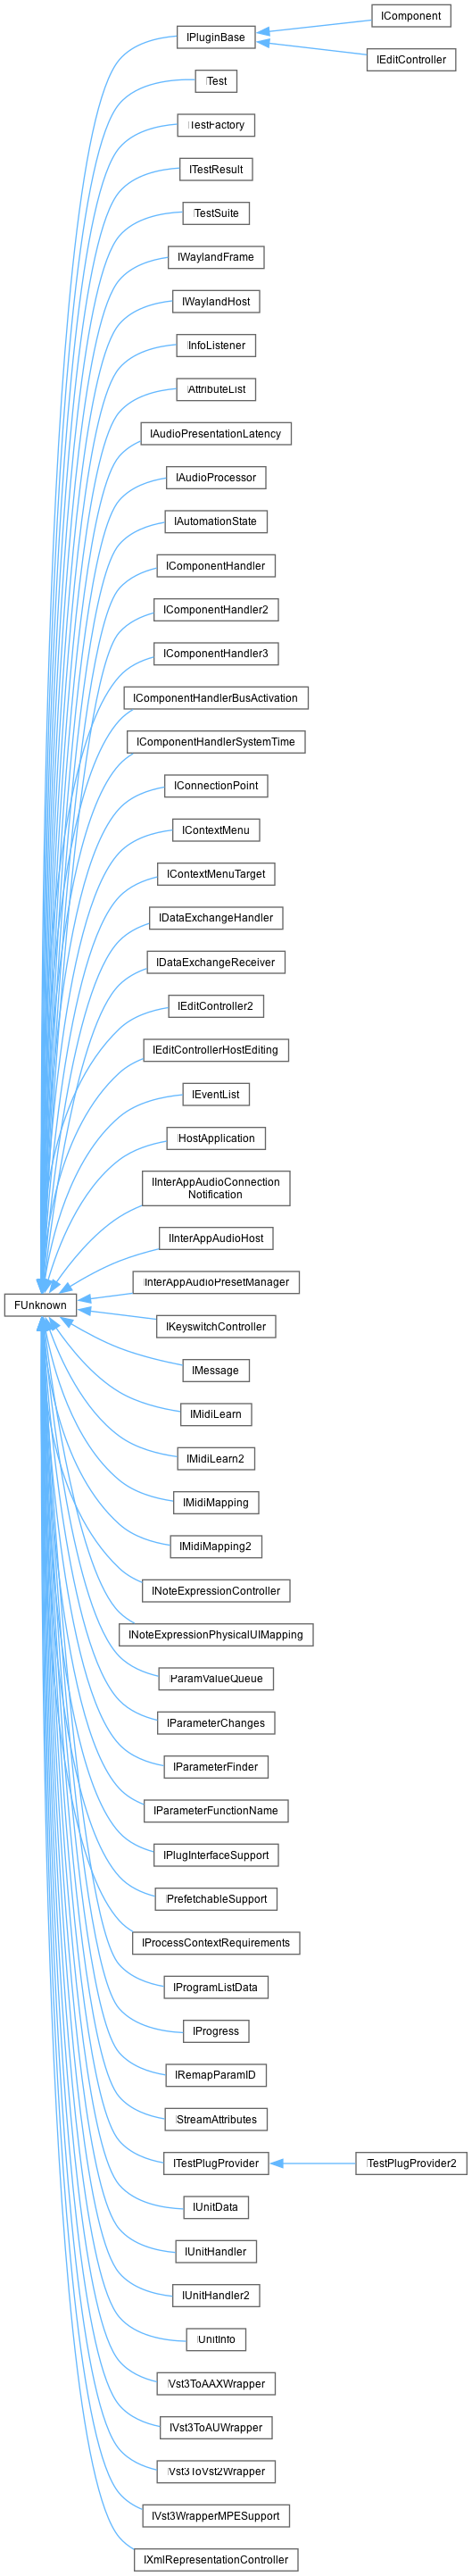 IComponent
IPluginBase
IEditController
ITest
ITestFactory
ITestResult
ITestSuite
IWaylandFrame
IWaylandHost
IInfoListener
IAttributeList
IAudioPresentationLatency
IAudioProcessor
IAutomationState
IComponentHandler
IComponentHandler2
IComponentHandler3
IComponentHandlerBusActivation
IComponentHandlerSystemTime
IConnectionPoint
IContextMenu
IContextMenuTarget
IDataExchangeHandler
IDataExchangeReceiver
IEditController2
IEditControllerHostEditing
IEventList
IHostApplication
IInterAppAudioConnection
Notification
IInterAppAudioHost
IInterAppAudioPresetManager
FUnknown
IKeyswitchController
IMessage
IMidiLearn
IMidiLearn2
IMidiMapping
IMidiMapping2
INoteExpressionController
INoteExpressionPhysicalUIMapping
IParamValueQueue
IParameterChanges
IParameterFinder
IParameterFunctionName
IPlugInterfaceSupport
IPrefetchableSupport
IProcessContextRequirements
IProgramListData
IProgress
IRemapParamID
IStreamAttributes
ITestPlugProvider
ITestPlugProvider2
IUnitData
IUnitHandler
IUnitHandler2
IUnitInfo
IVst3ToAAXWrapper
IVst3ToAUWrapper
IVst3ToVst2Wrapper
IVst3WrapperMPESupport
IXmlRepresentationController